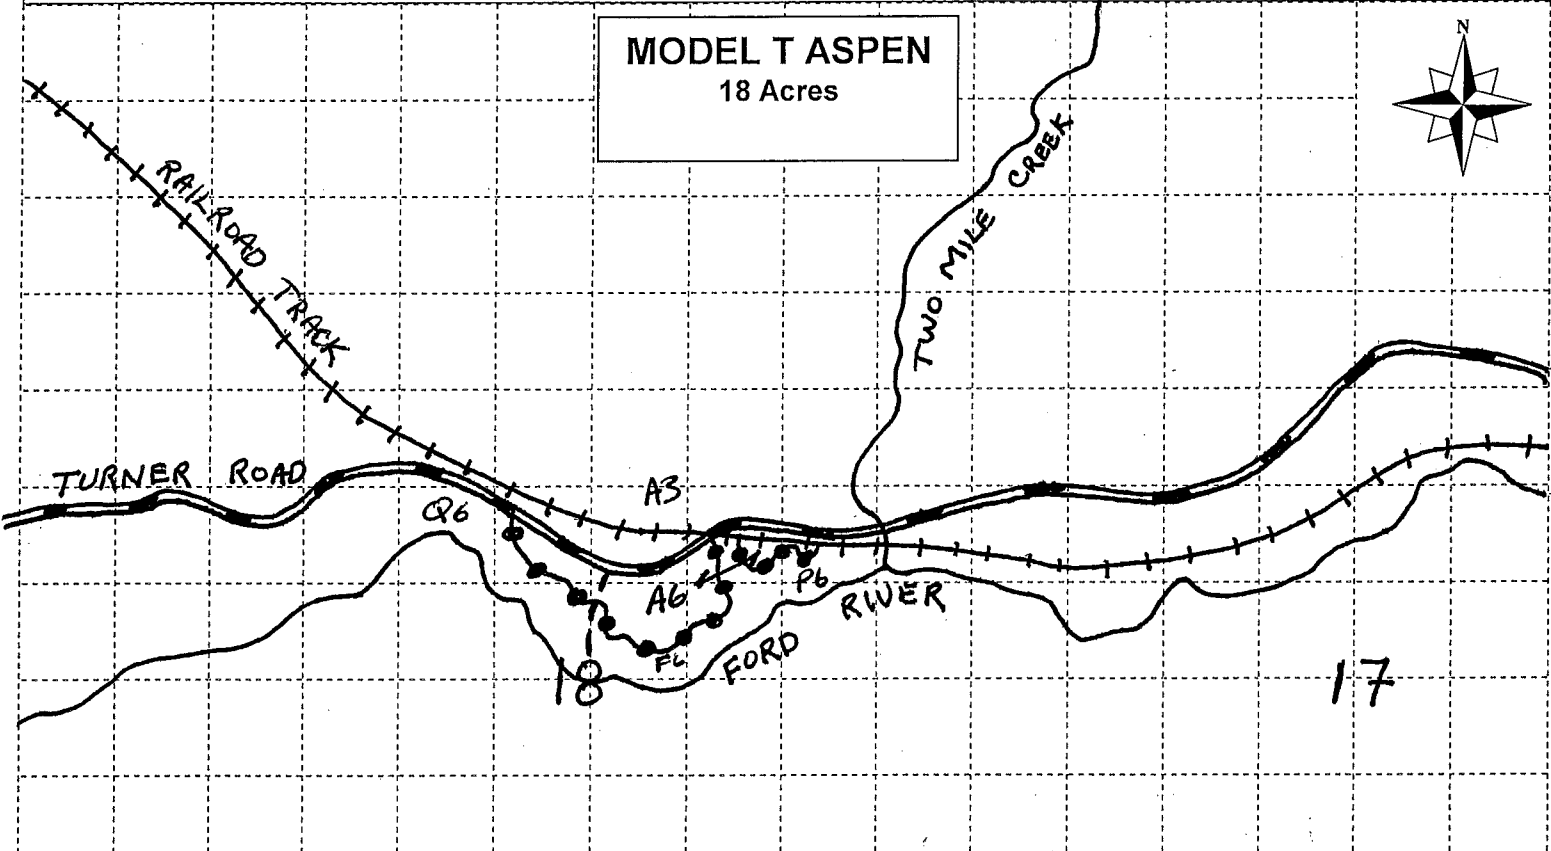 MODEL T ASPEN
18 Acres
N
TWO MILE CREEK
RAILROAD TRACK
TURNER ROAD
Q6
A3
A6
P6
F6
FORD RIVER
18
17